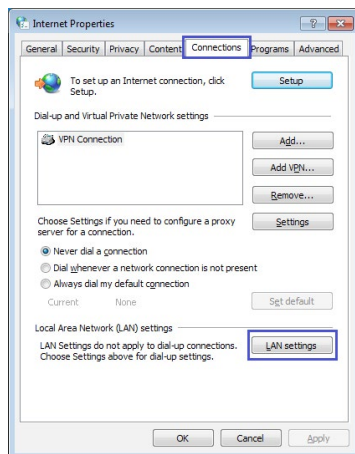 Internet Properties
General Security Privacy Content Connections Programs Advanced
To set up an Internet connection, click
Setup.
Setup
Dial-up and Virtual Private Network settings
VPN Connection
Add...
Add VPN...
Remove...
Choose Settings if you need to configure a proxy
server for a connection.
Settings
Never dial a connection
Dial whenever a network connection is not present
Always dial my default connection
Current None
Set default
Local Area Network (LAN) settings
LAN Settings do not apply to dial-up connections.
Choose Settings above for dial-up settings.
LAN settings
OK Cancel Apply